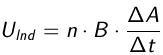 U_Ind = n · B · ΔA/Δt